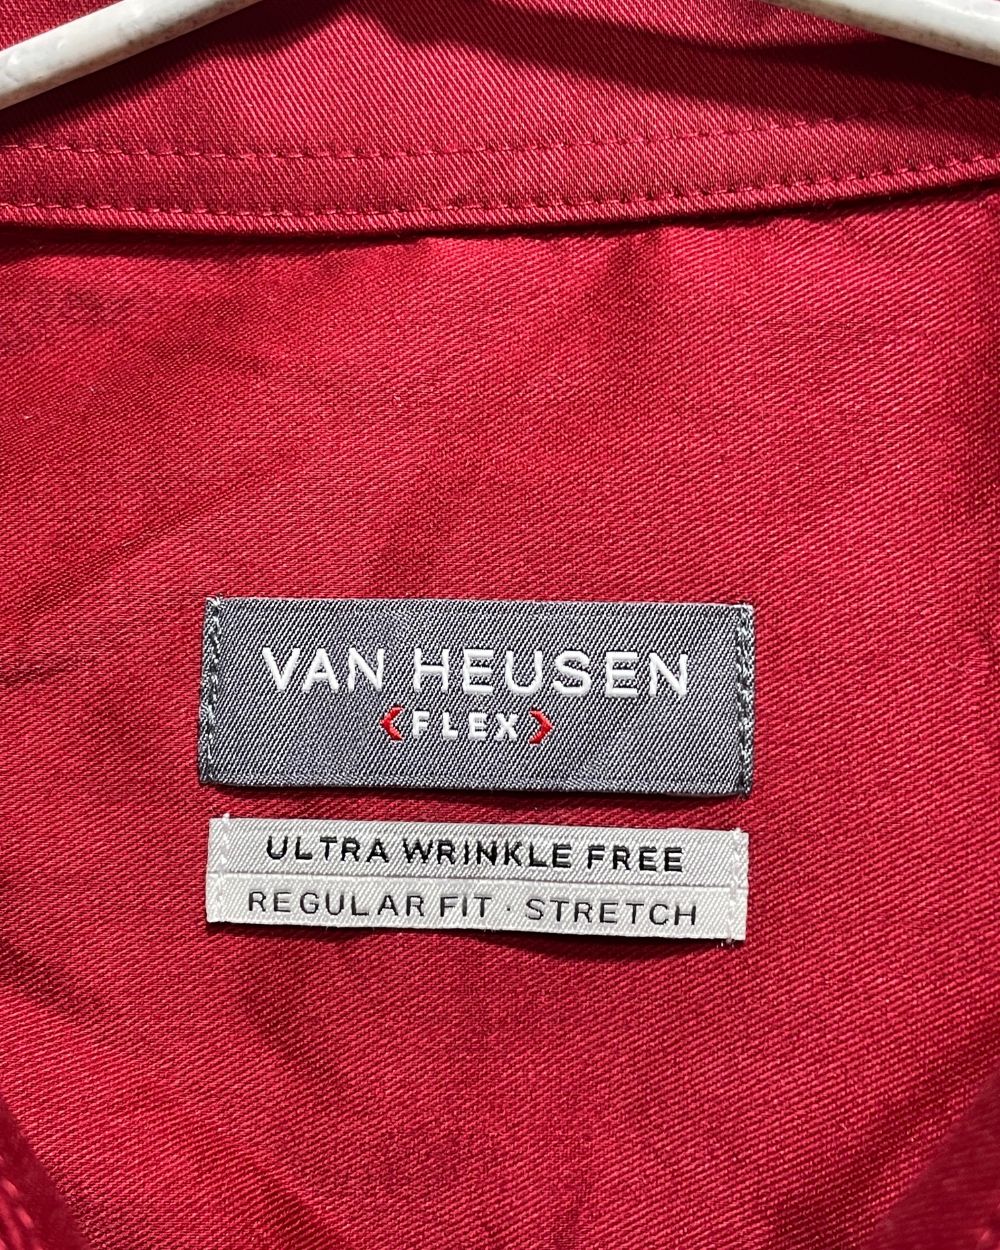 VAN HEUSEN
‹FLEX›
ULTRA WRINKLE FREE
REGULAR FIT · STRETCH